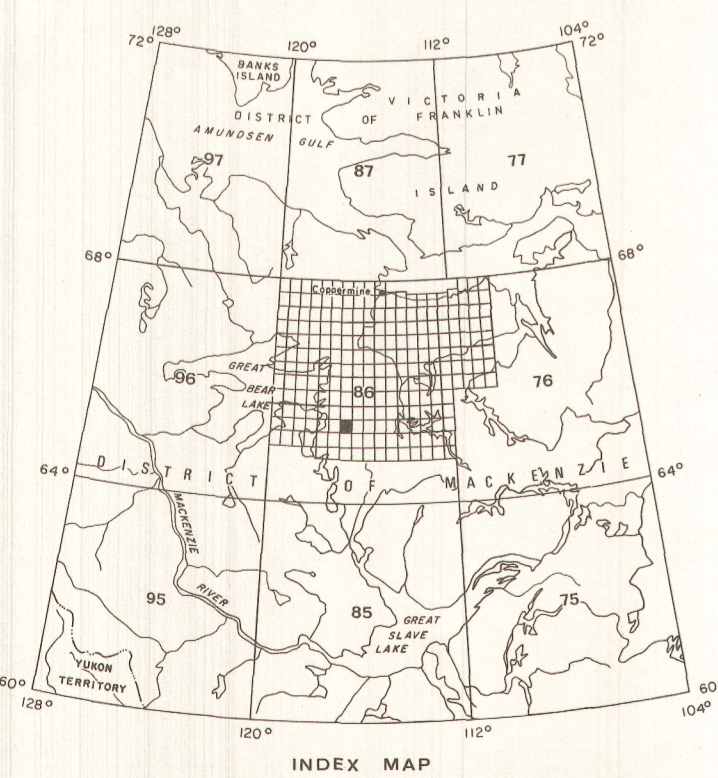 128°
120°
112°
104°
72°
72°
BANKS
ISLAND
VICTORIA
DISTRICT OF FRANKLIN
AMUNDSEN GULF
97
87
77
ISLAND
68°
68°
Coppermine
GREAT
BEAR
LAKE
96
86
76
64°
DISTRICT OF MACKENZIE
64°
MACKENZIE
RIVER
95
85
75
GREAT
SLAVE
LAKE
YUKON
TERRITORY
60°
60°
128°
120°
112°
104°
INDEX MAP